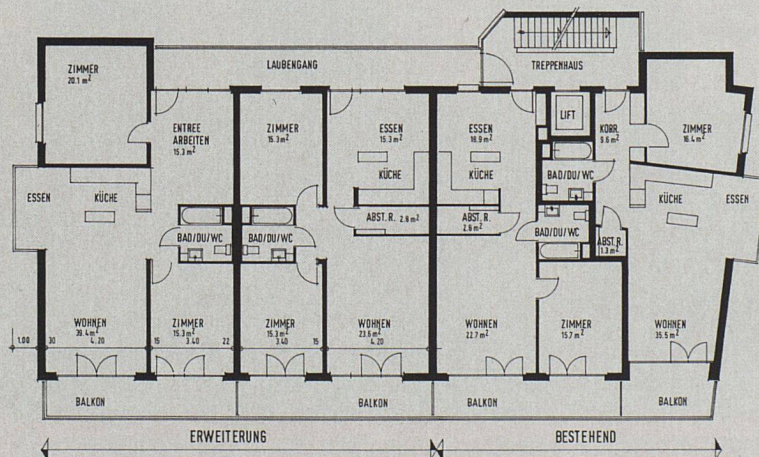 ZIMMER
20.1 m²
LAUBENGANG
TREPPENHAUS
ENTREE
ARBEITEN
15.3 m²
ZIMMER
15.3 m²
ESSEN
15.3 m²
ESSEN
18.9 m²
LIFT
KORR.
9.6 m²
ZIMMER
16.4 m²
ESSEN
KÜCHE
KÜCHE
KÜCHE
BAD/DU/WC
KÜCHE
ESSEN
ABST. R. 2.6 m²
ABST. R.
2.6 m²
BAD/DU/WC
BAD/DU/WC
BAD/DU/WC
ABST. R.
1.3 m²
WOHNEN
39.4 m²
ZIMMER
15.3 m²
ZIMMER
15.3 m²
WOHNEN
23.6 m²
WOHNEN
22.7 m²
ZIMMER
15.7 m²
WOHNEN
35.5 m²
1.00 30 4.20 15 3.40 22 3.40 15 4.20
BALKON BALKON BALKON BALKON
ERWEITERUNG BESTEHEND